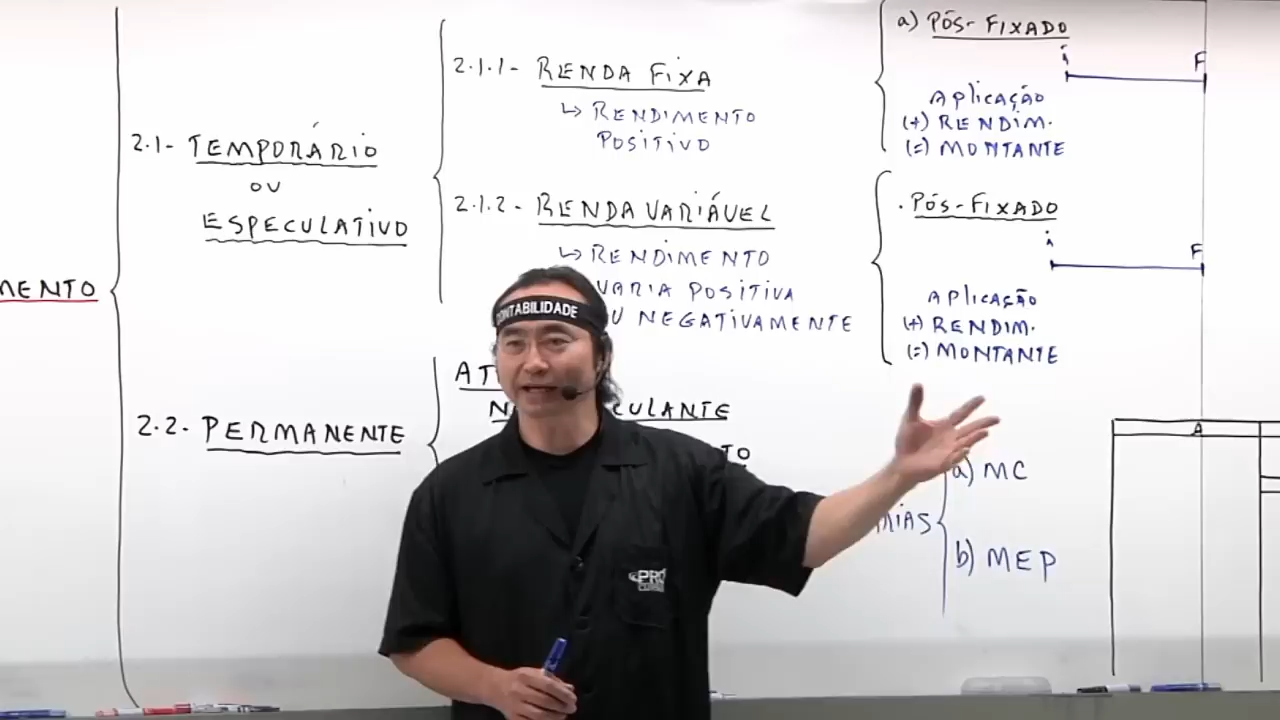 2.1- TEMPORÁRIO
OU
ESPECULATIVO
2.1.1- RENDA FIXA
↳ RENDIMENTO
POSITIVO
2.1.2- RENDA VARIÁVEL
↳ RENDIMENTO
VARIA POSITIVA
NEGATIVAMENTE
a) PÓS-FIXADO
i F
APLICAÇÃO
(+) RENDIM.
(=) MONTANTE
. PÓS-FIXADO
i F
APLICAÇÃO
(+) RENDIM.
(=) MONTANTE
2.2- PERMANENTE
A
a) MC
b) MEP
CONTABILIDADE
PRO